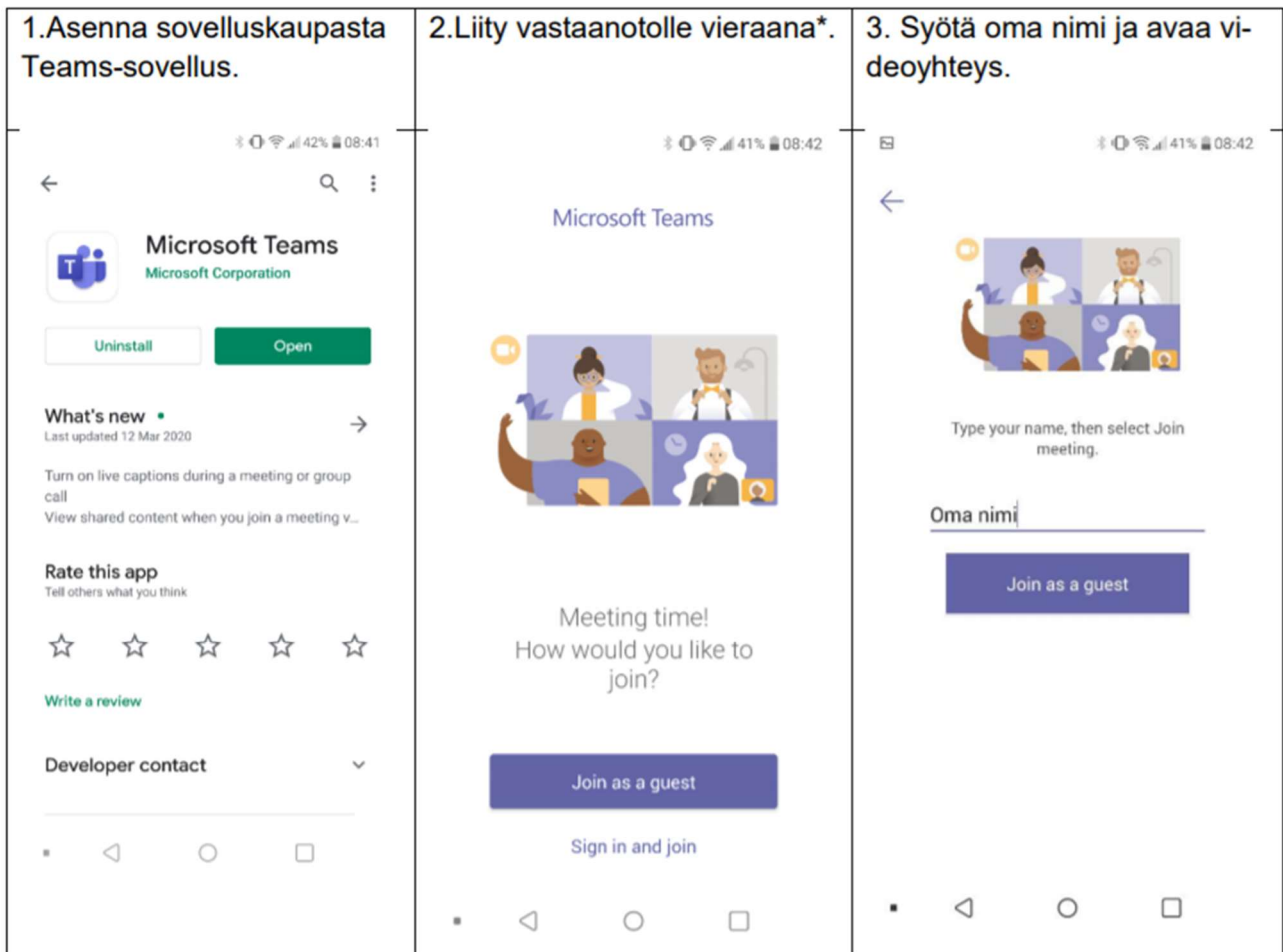 1.Asenna sovelluskaupasta
Teams-sovellus.
42% 08:41
Microsoft Teams
Microsoft Corporation
Uninstall
Open
What's new
Last updated 12 Mar 2020
Turn on live captions during a meeting or group
call
View shared content when you join a meeting v...
Rate this app
Tell others what you think
Write a review
Developer contact
2.Liity vastaanotolle vieraana*.
41% 08:42
Microsoft Teams
Meeting time!
How would you like to
join?
Join as a guest
Sign in and join
3. Syötä oma nimi ja avaa vi-
deoyhteys.
41% 08:42
Type your name, then select Join
meeting.
Oma nimi
Join as a guest